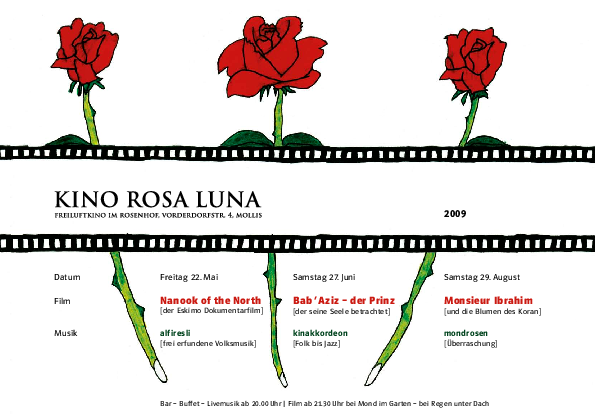 KINO ROSA LUNA
FREILUFTKINO IM ROSENHOF, VORDERDORFSTR. 4, MOLLIS
2009
Datum Freitag 22. Mai Samstag 27. Juni Samstag 29. August
Film Nanook of the North Bab'Aziz – der Prinz Monsieur Ibrahim
[der Eskimo Dokumentarfilm] [der seine Seele betrachtet] [und die Blumen des Koran]
Musik alfiresli kinakkordeon mondrosen
[frei erfundene Volksmusik] [Folk bis Jazz] [Überraschung]
Bar – Buffet – Livemusik ab 20.00 Uhr | Film ab 21.30 Uhr bei Mond im Garten – bei Regen unter Dach